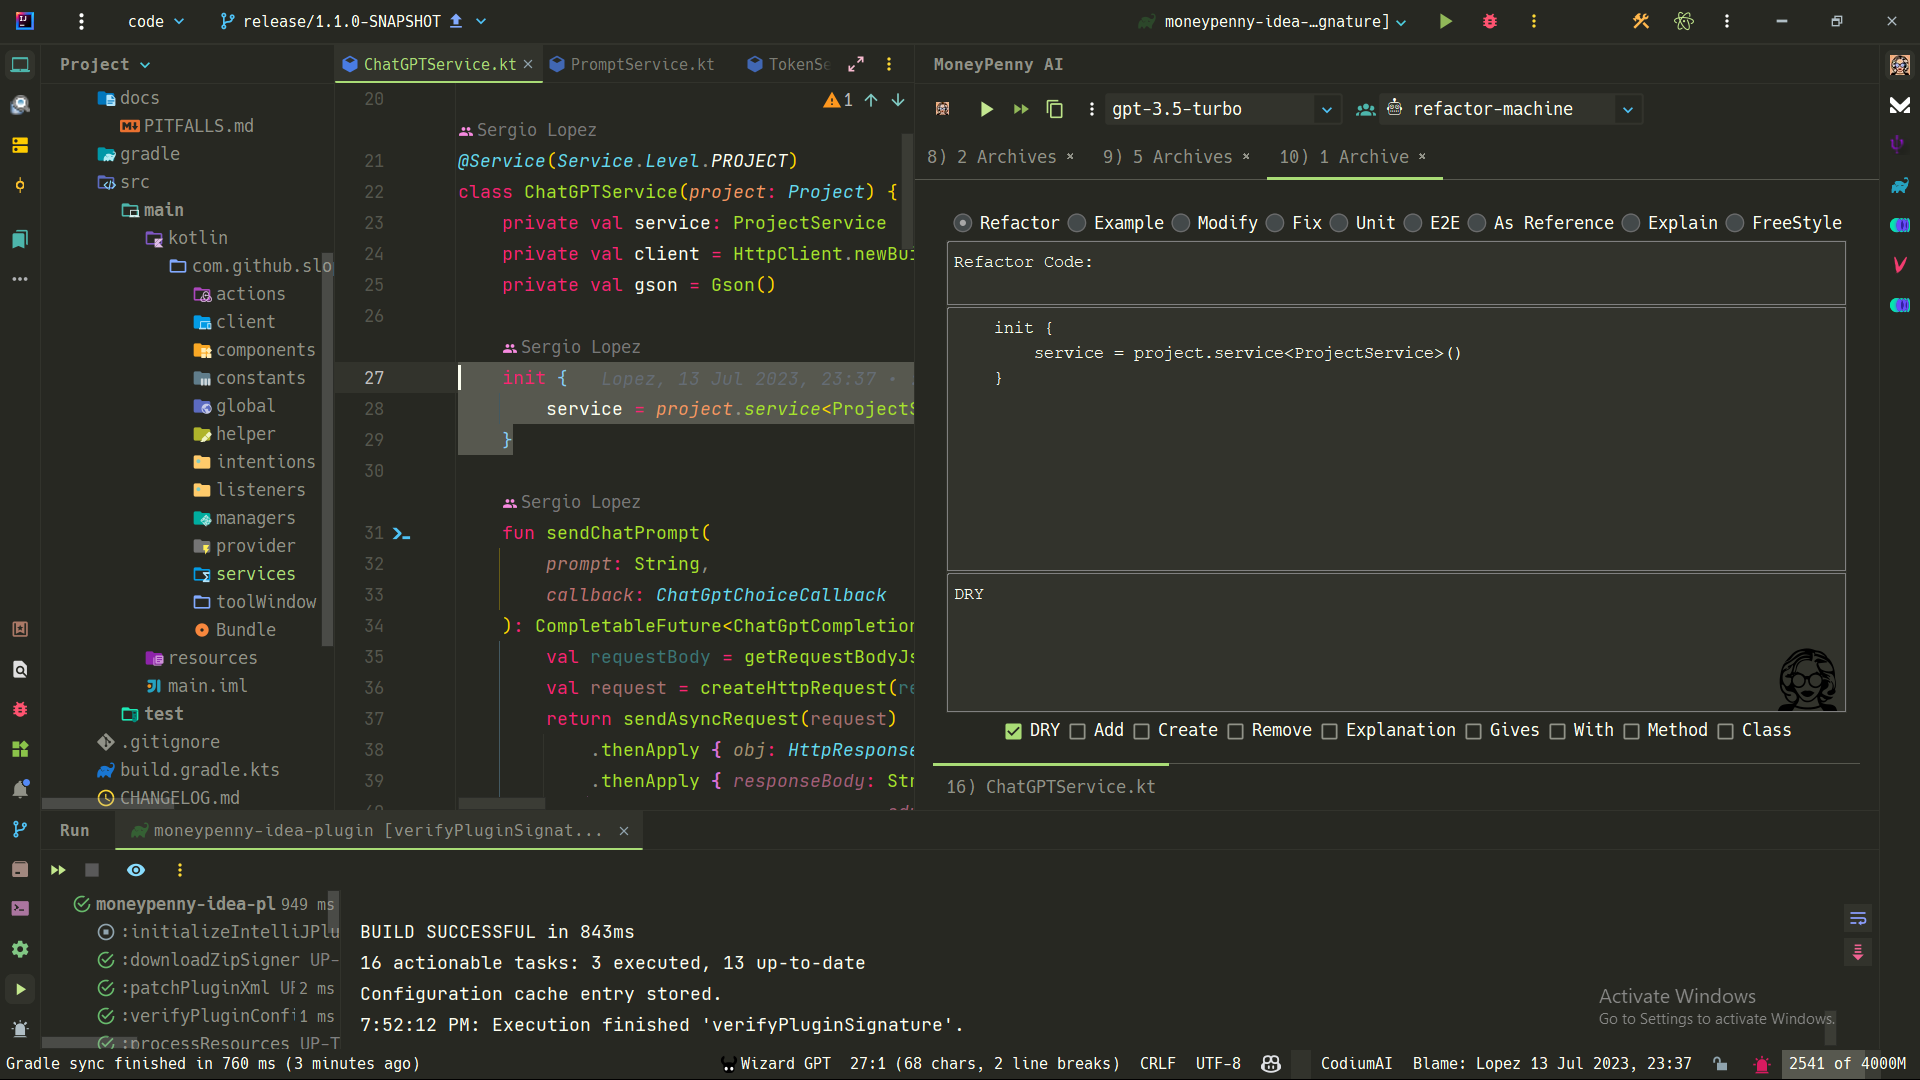 code
release/1.1.0-SNAPSHOT
moneypenny-idea-…gnature]
Project
docs
PITFALLS.md
gradle
src
main
kotlin
com.github.slo
actions
client
components
constants
global
helper
intentions
listeners
managers
provider
services
toolWindow
Bundle
resources
main.iml
test
.gitignore
build.gradle.kts
CHANGELOG.md
ChatGPTService.kt
PromptService.kt
TokenSe
1
20
Sergio Lopez
21 @Service(Service.Level.PROJECT)
22 class ChatGPTService(project: Project) {
23 private val service: ProjectService
24 private val client = HttpClient.newBui
25 private val gson = Gson()
26
Sergio Lopez
27 init { Lopez, 13 Jul 2023, 23:37 •
28 service = project.service<ProjectS
29 }
30
Sergio Lopez
31 fun sendChatPrompt(
32 prompt: String,
33 callback: ChatGptChoiceCallback
34 ): CompletableFuture<ChatGptCompletion
35 val requestBody = getRequestBodyJs
36 val request = createHttpRequest(re
37 return sendAsyncRequest(request)
38 .thenApply { obj: HttpResponse
39 .thenApply { responseBody: Str
MoneyPenny AI
gpt-3.5-turbo
refactor-machine
8) 2 Archives
9) 5 Archives
10) 1 Archive
Refactor Example Modify Fix Unit E2E As Reference Explain FreeStyle
Refactor Code:
init {
service = project.service<ProjectService>()
}
DRY
DRY Add Create Remove Explanation Gives With Method Class
16) ChatGPTService.kt
Run
moneypenny-idea-plugin [verifyPluginSignat...
moneypenny-idea-pl 949 ms
:initializeIntelliJPlu
:downloadZipSigner UP-
:patchPluginXml UP 2 ms
:verifyPluginConfi 1 ms
:processResources UP-T
BUILD SUCCESSFUL in 843ms
16 actionable tasks: 3 executed, 13 up-to-date
Configuration cache entry stored.
7:52:12 PM: Execution finished 'verifyPluginSignature'.
Activate Windows
Go to Settings to activate Windows.
Gradle sync finished in 760 ms (3 minutes ago)
Wizard GPT
27:1 (68 chars, 2 line breaks)
CRLF
UTF-8
CodiumAI
Blame: Lopez 13 Jul 2023, 23:37
2541 of 4000M